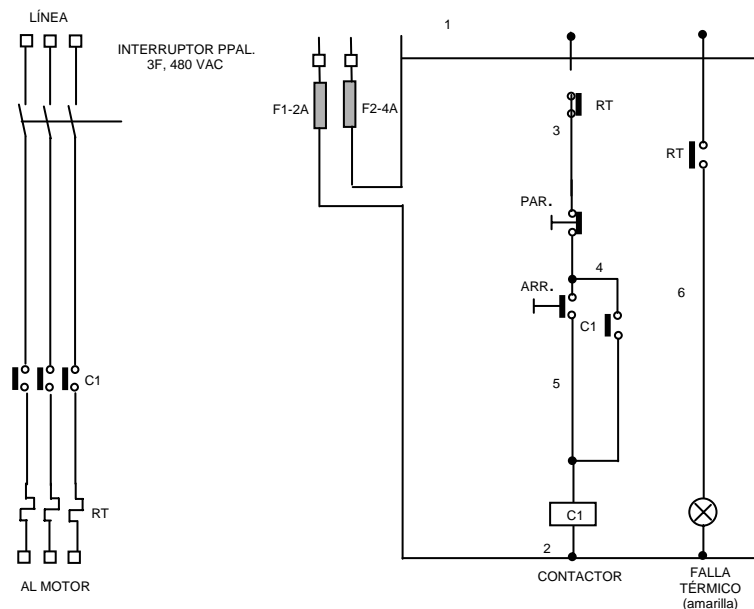 LÍNEA
INTERRUPTOR PPAL.
3F, 480 VAC
C1
RT
AL MOTOR
F1-2A
F2-4A
1
RT
3
PAR.
4
ARR.
C1
5
C1
2
CONTACTOR
RT
6
FALLA
TÉRMICO
(amarilla)